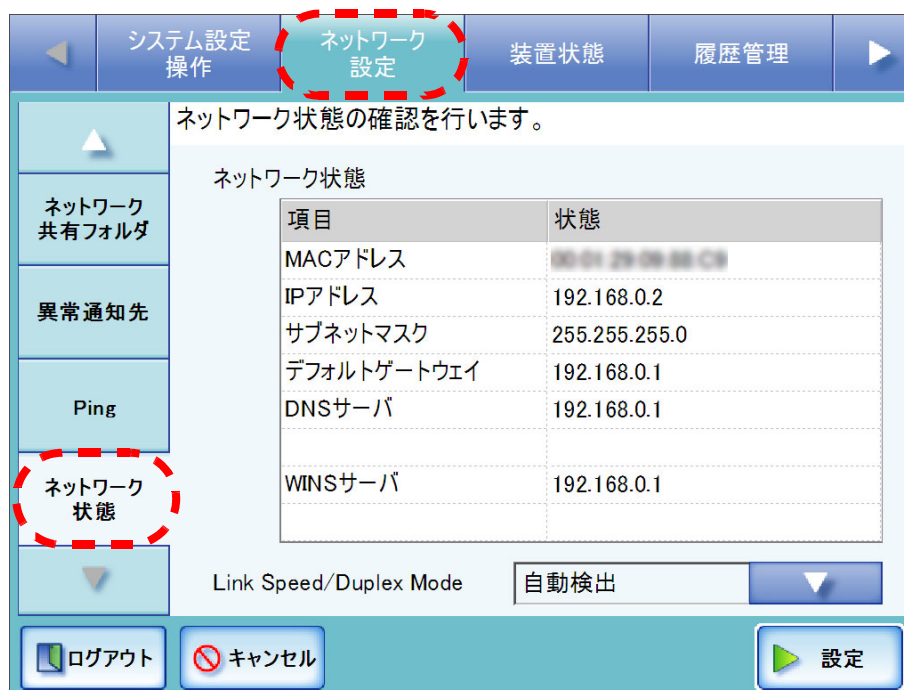 システム設定
操作
ネットワーク
設定
装置状態
履歴管理
ネットワーク状態の確認を行います。
ネットワーク
共有フォルダ
異常通知先
Ping
ネットワーク
状態
ネットワーク状態
項目 状態
MACアドレス
IPアドレス 192.168.0.2
サブネットマスク 255.255.255.0
デフォルトゲートウェイ 192.168.0.1
DNSサーバ 192.168.0.1
WINSサーバ 192.168.0.1
Link Speed/Duplex Mode 自動検出
ログアウト
キャンセル
設定